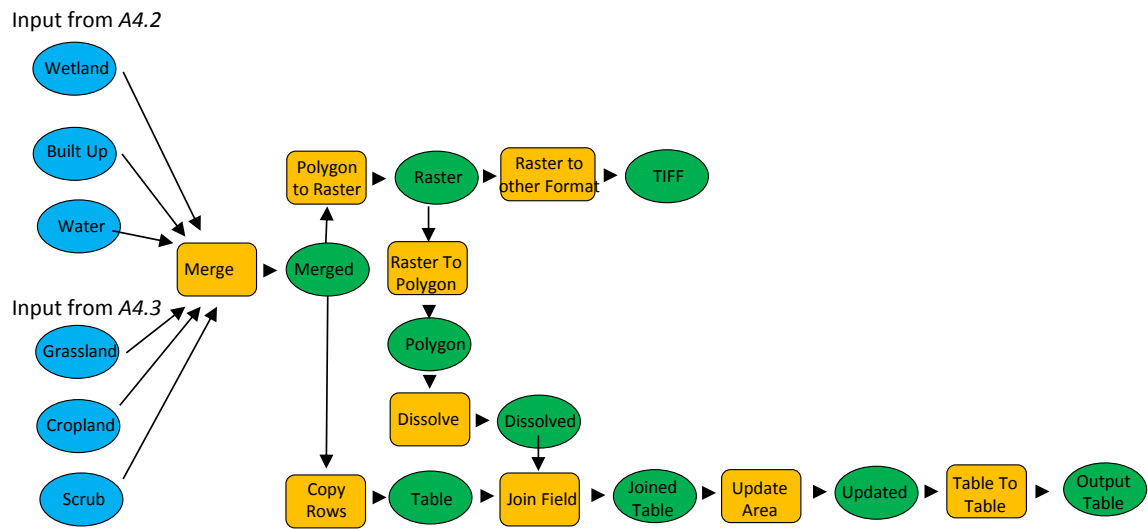 Input from A4.2
Wetland
Built Up
Water
Input from A4.3
Grassland
Cropland
Scrub
Merge
Merged
Polygon
to Raster
Raster
Raster to
other Format
TIFF
Raster To
Polygon
Polygon
Dissolve
Dissolved
Copy
Rows
Table
Join Field
Joined
Table
Update
Area
Updated
Table To
Table
Output
Table